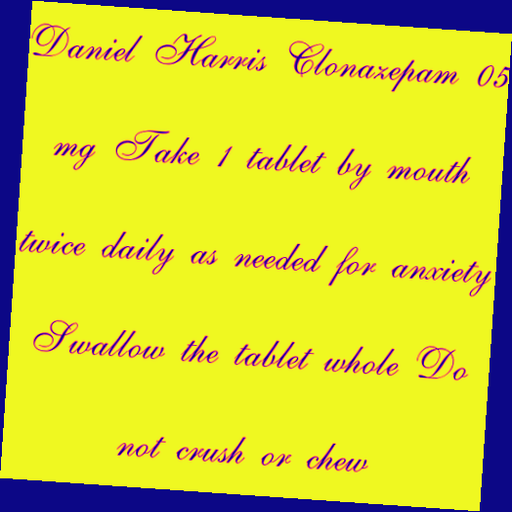 Daniel Harris Clonazepam 05
mg Take 1 tablet by mouth
twice daily as needed for anxiety
Swallow the tablet whole Do
not crush or chew